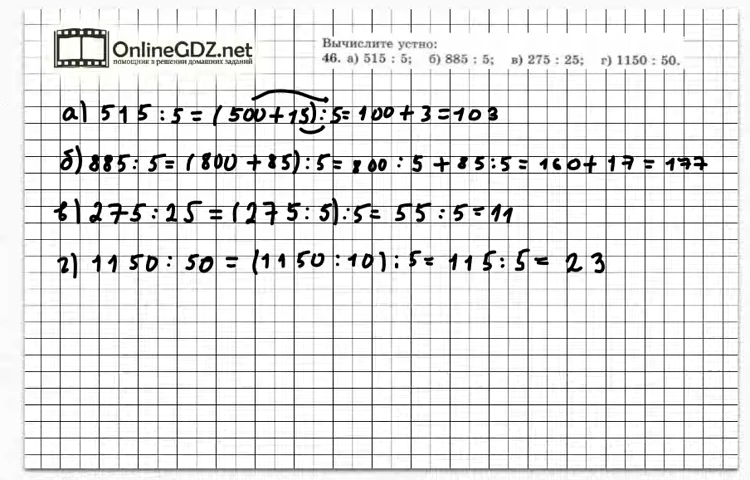 OnlineGDZ.net
помощник в решении домашних заданий
Вычислите устно:
46. а) 515 : 5; б) 885 : 5; в) 275 : 25; г) 1150 : 50.
а) 515 : 5 = (500 + 15) : 5 = 100 + 3 = 103
б) 885 : 5 = (800 + 85) : 5 = 800 : 5 + 85 : 5 = 160 + 17 = 177
в) 275 : 25 = (275 : 5) : 5 = 55 : 5 = 11
г) 1150 : 50 = (1150 : 10) : 5 = 115 : 5 = 23